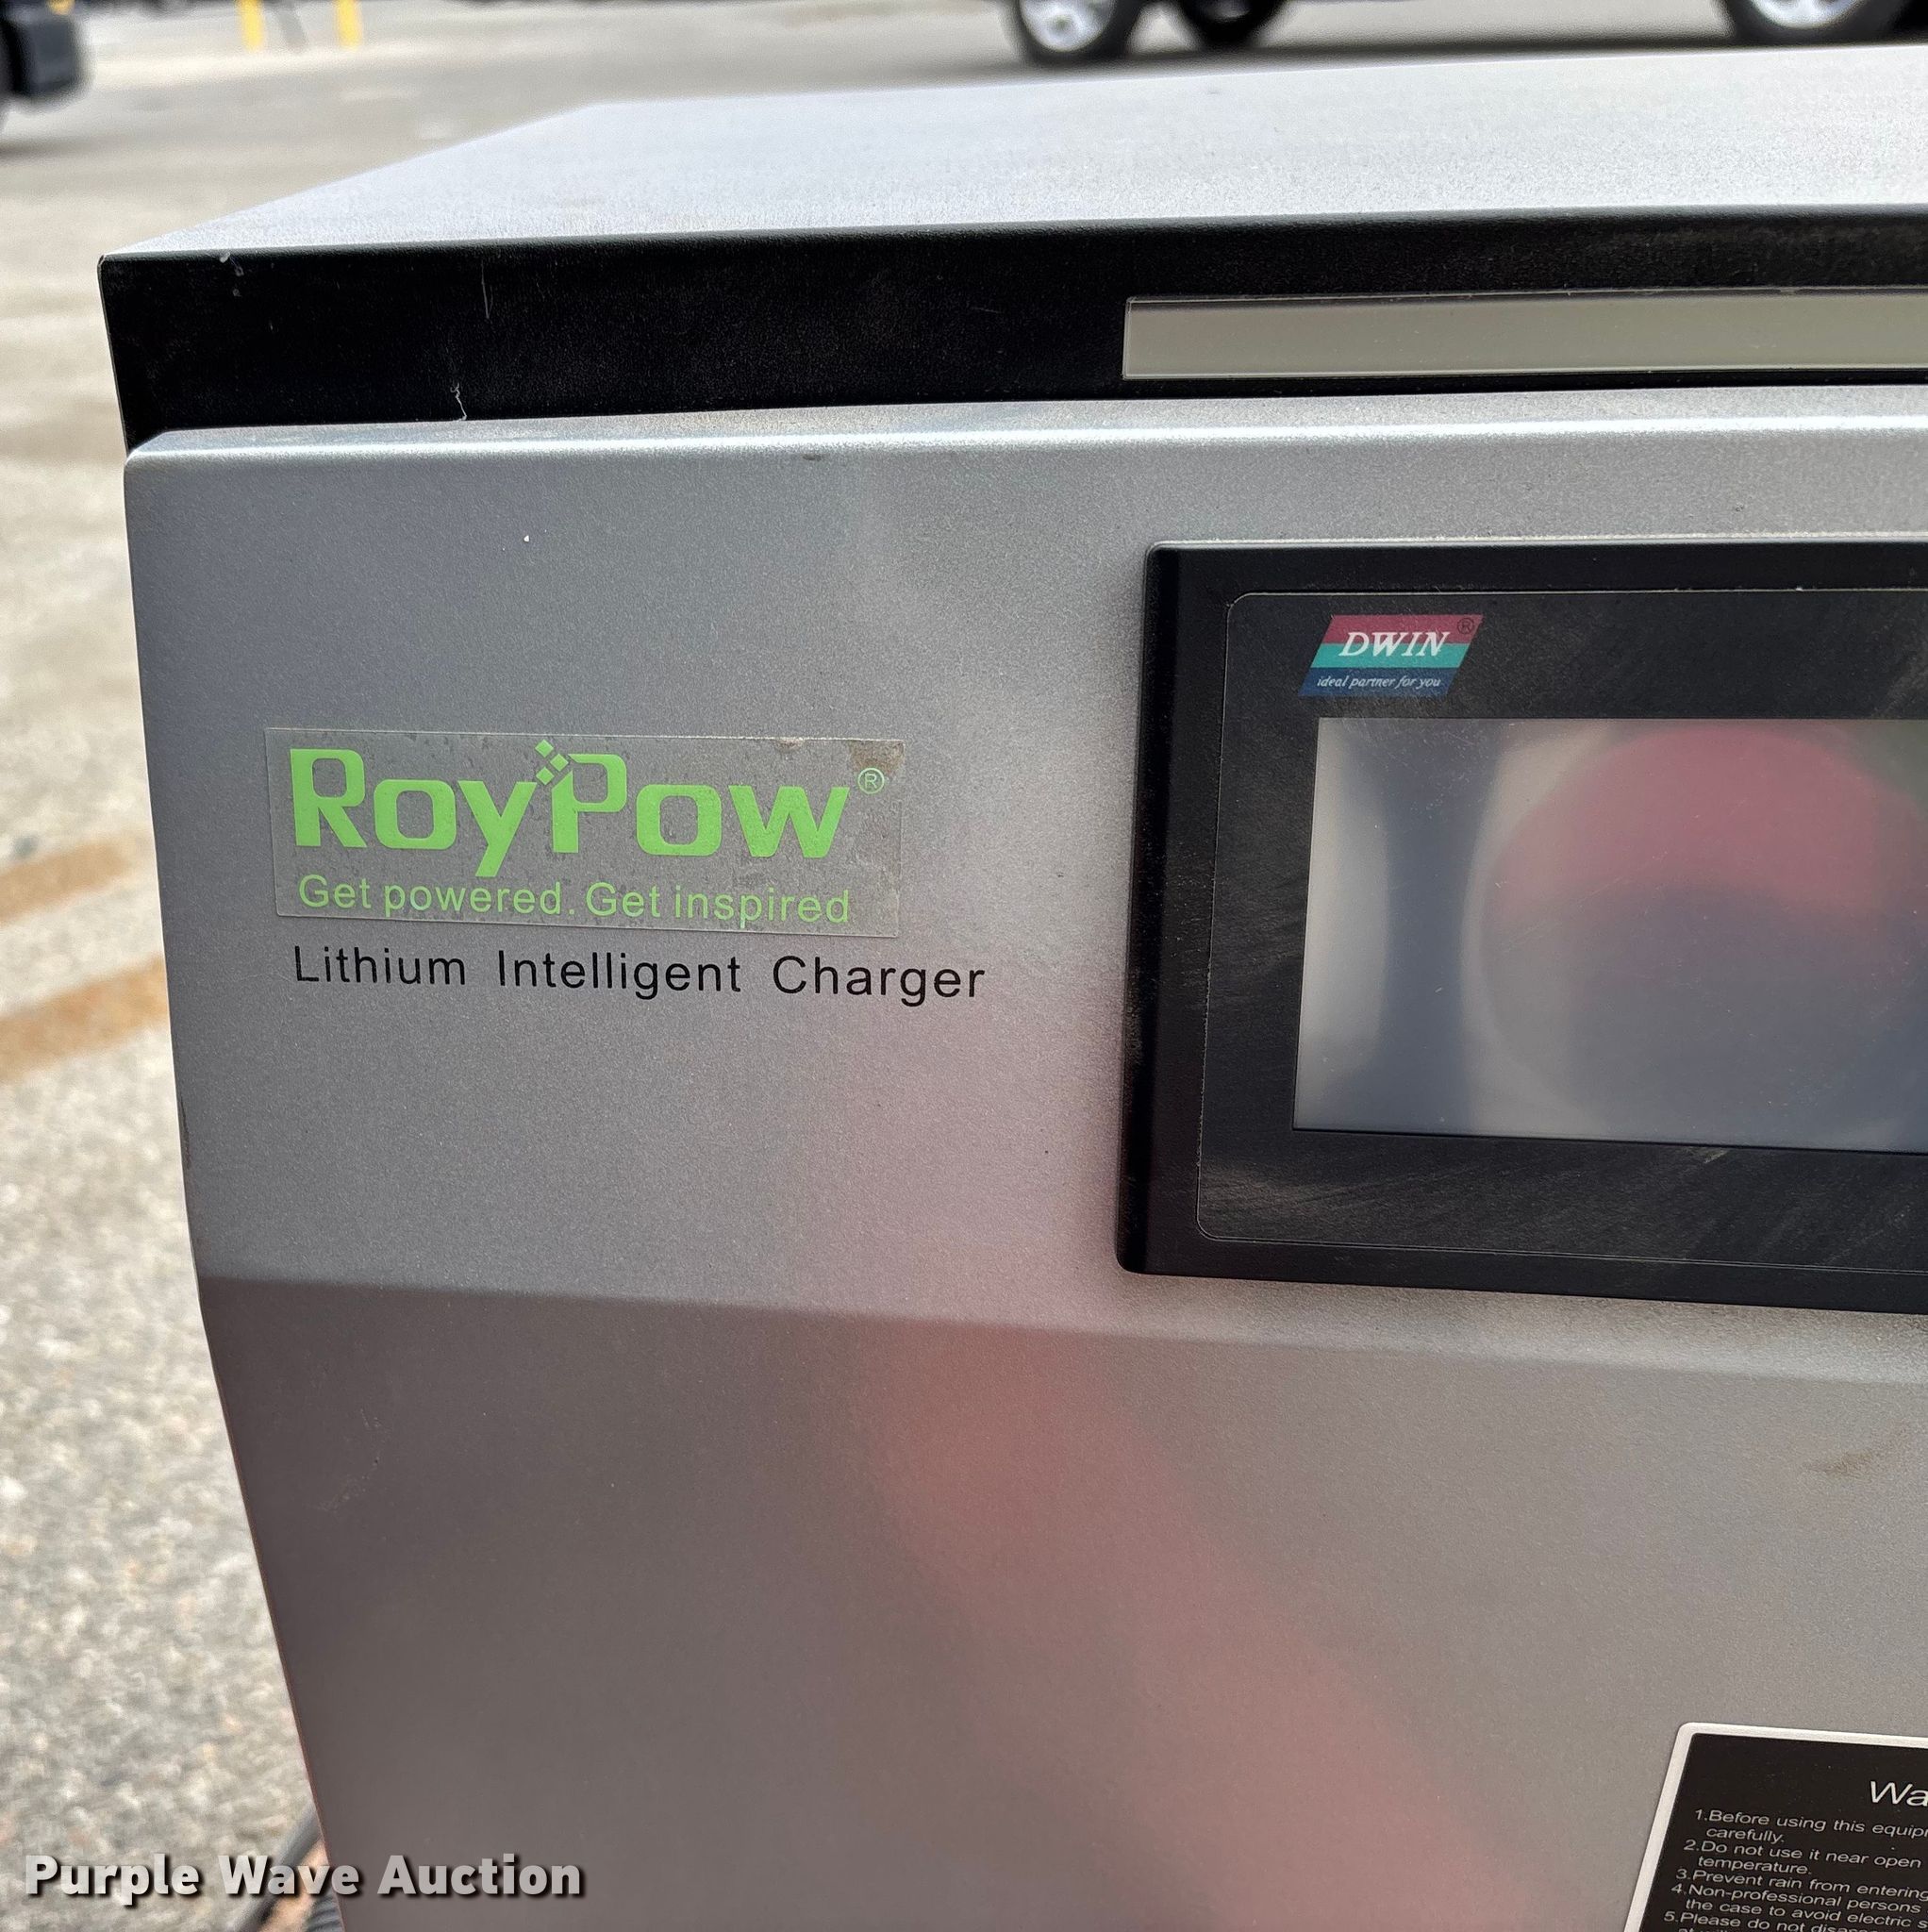 DWIN®
ideal partner for you
RoyPow®
Get powered. Get inspired
Lithium Intelligent Charger
1.Before using this
carefully.
2.Do not use it near open
temperature.
3.Prevent rain from entering
4.Non-professional persons
the case to avoid electric
5.Please do not
Purple Wave Auction